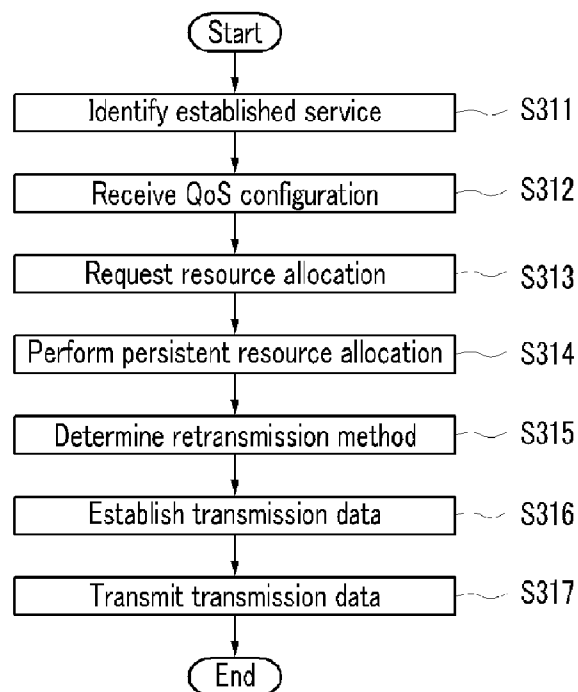 Start
Identify established service S311
Receive QoS configuration S312
Request resource allocation S313
Perform persistent resource allocation S314
Determine retransmission method S315
Establish transmission data S316
Transmit transmission data S317
End